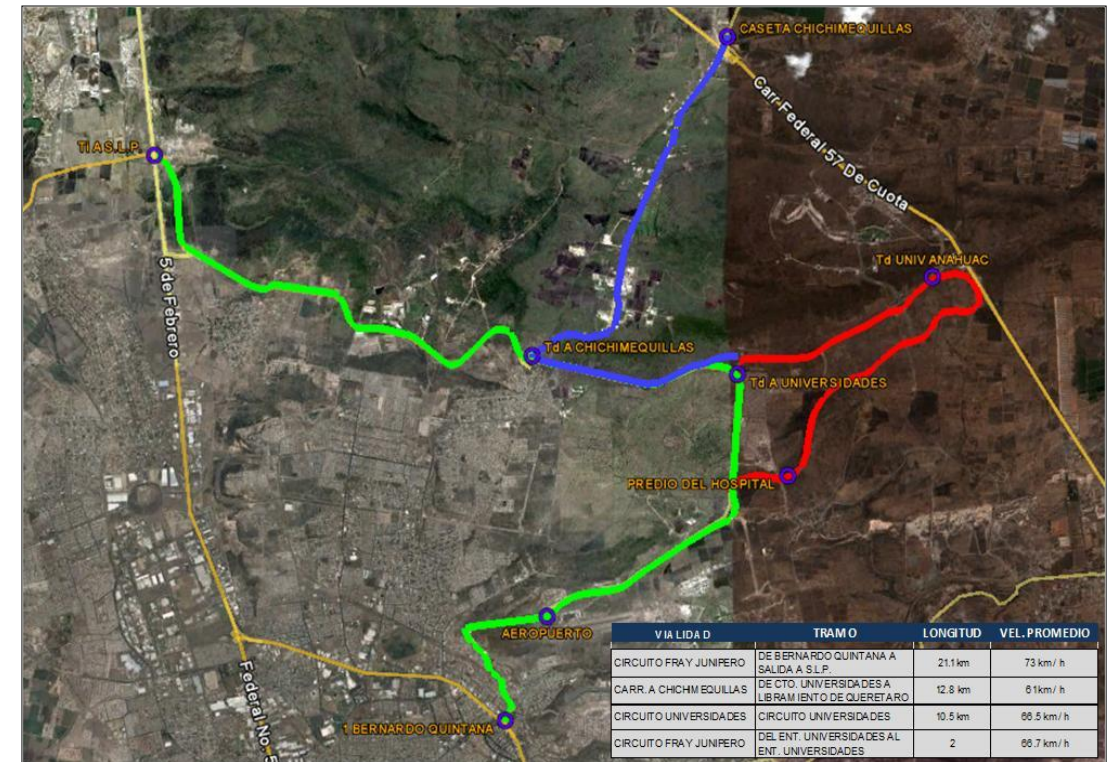 CASETA CHICHIMEQUILLAS
Carr Federal 57 De Cuota
TI A S.L.P.
5 de Febrero
Td UNIV ANAHUAC
Td A CHICHIMEQUILLAS
Td A UNIVERSIDADES
PREDIO DEL HOSPITAL
AEROPUERTO
1 BERNARDO QUINTANA
Federal No. 5
VIALIDAD TRAMO LONGITUD VEL. PROMEDIO
CIRCUITO FRAY JUNIPERO DE BERNARDO QUINTANA A
SALIDA A S.L.P. 21.1 km 73 km/h
CARR. A CHICHIMEQUILLAS DE CTO. UNIVERSIDADES A
LIBRAMIENTO DE QUERETARO 12.8 km 61km/h
CIRCUITO UNIVERSIDADES CIRCUITO UNIVERSIDADES 10.5 km 66.5 km/h
CIRCUITO FRAY JUNIPERO DEL ENT. UNIVERSIDADES AL
ENT. UNIVERSIDADES 2 66.7 km/h